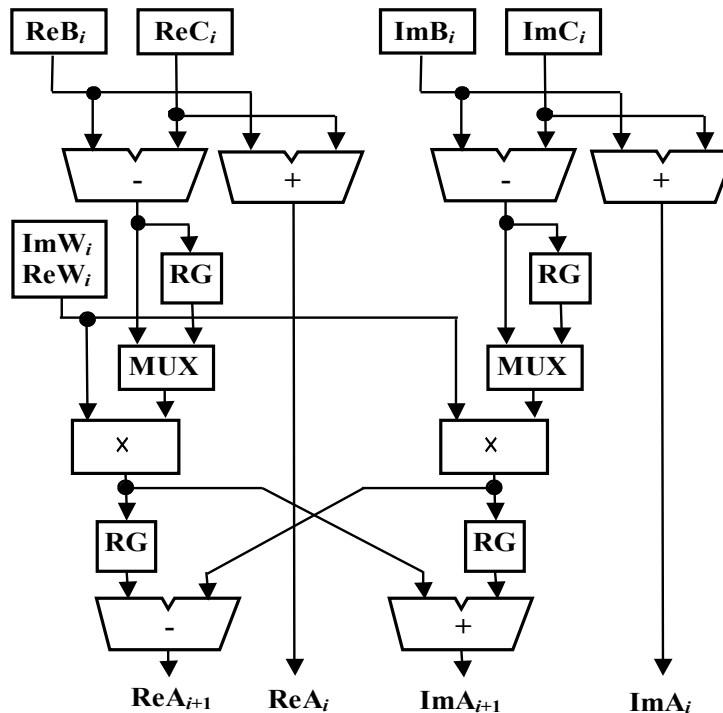 ReBᵢ ReCᵢ ImBᵢ ImCᵢ
- + - +
ImWᵢ
ReWᵢ
RG RG
MUX MUX
× ×
RG RG
- +
ReAᵢ₊₁ ReAᵢ ImAᵢ₊₁ ImAᵢ